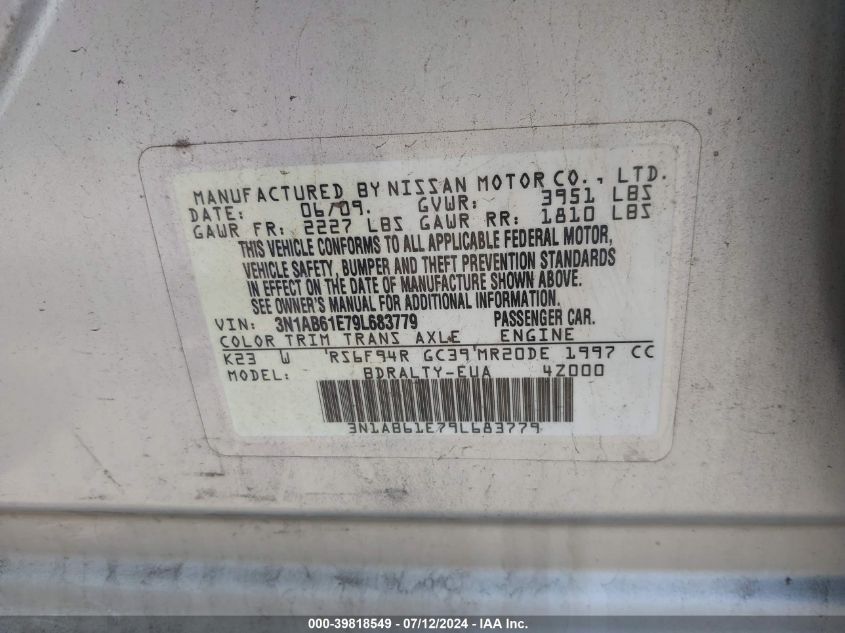 MANUFACTURED BY NISSAN MOTOR CO., LTD.
DATE: 06/09. GVWR: 3951 LBS
GAWR FR: 2227 LBS GAWR RR: 1810 LBS
THIS VEHICLE CONFORMS TO ALL APPLICABLE FEDERAL MOTOR,
VEHICLE SAFETY, BUMPER AND THEFT PREVENTION STANDARDS
IN EFFECT ON THE DATE OF MANUFACTURE SHOWN ABOVE.
SEE OWNER'S MANUAL FOR ADDITIONAL INFORMATION.
VIN: 3N1AB61E79L683779 PASSENGER CAR.
COLOR TRIM TRANS AXLE ENGINE
K23 W RS6F94R GC39 MR20DE 1997 CC
MODEL: BDRALTY-EUA 4Z000
3N1AB61E79L683779
000-39818549 - 07/12/2024 - IAA Inc.